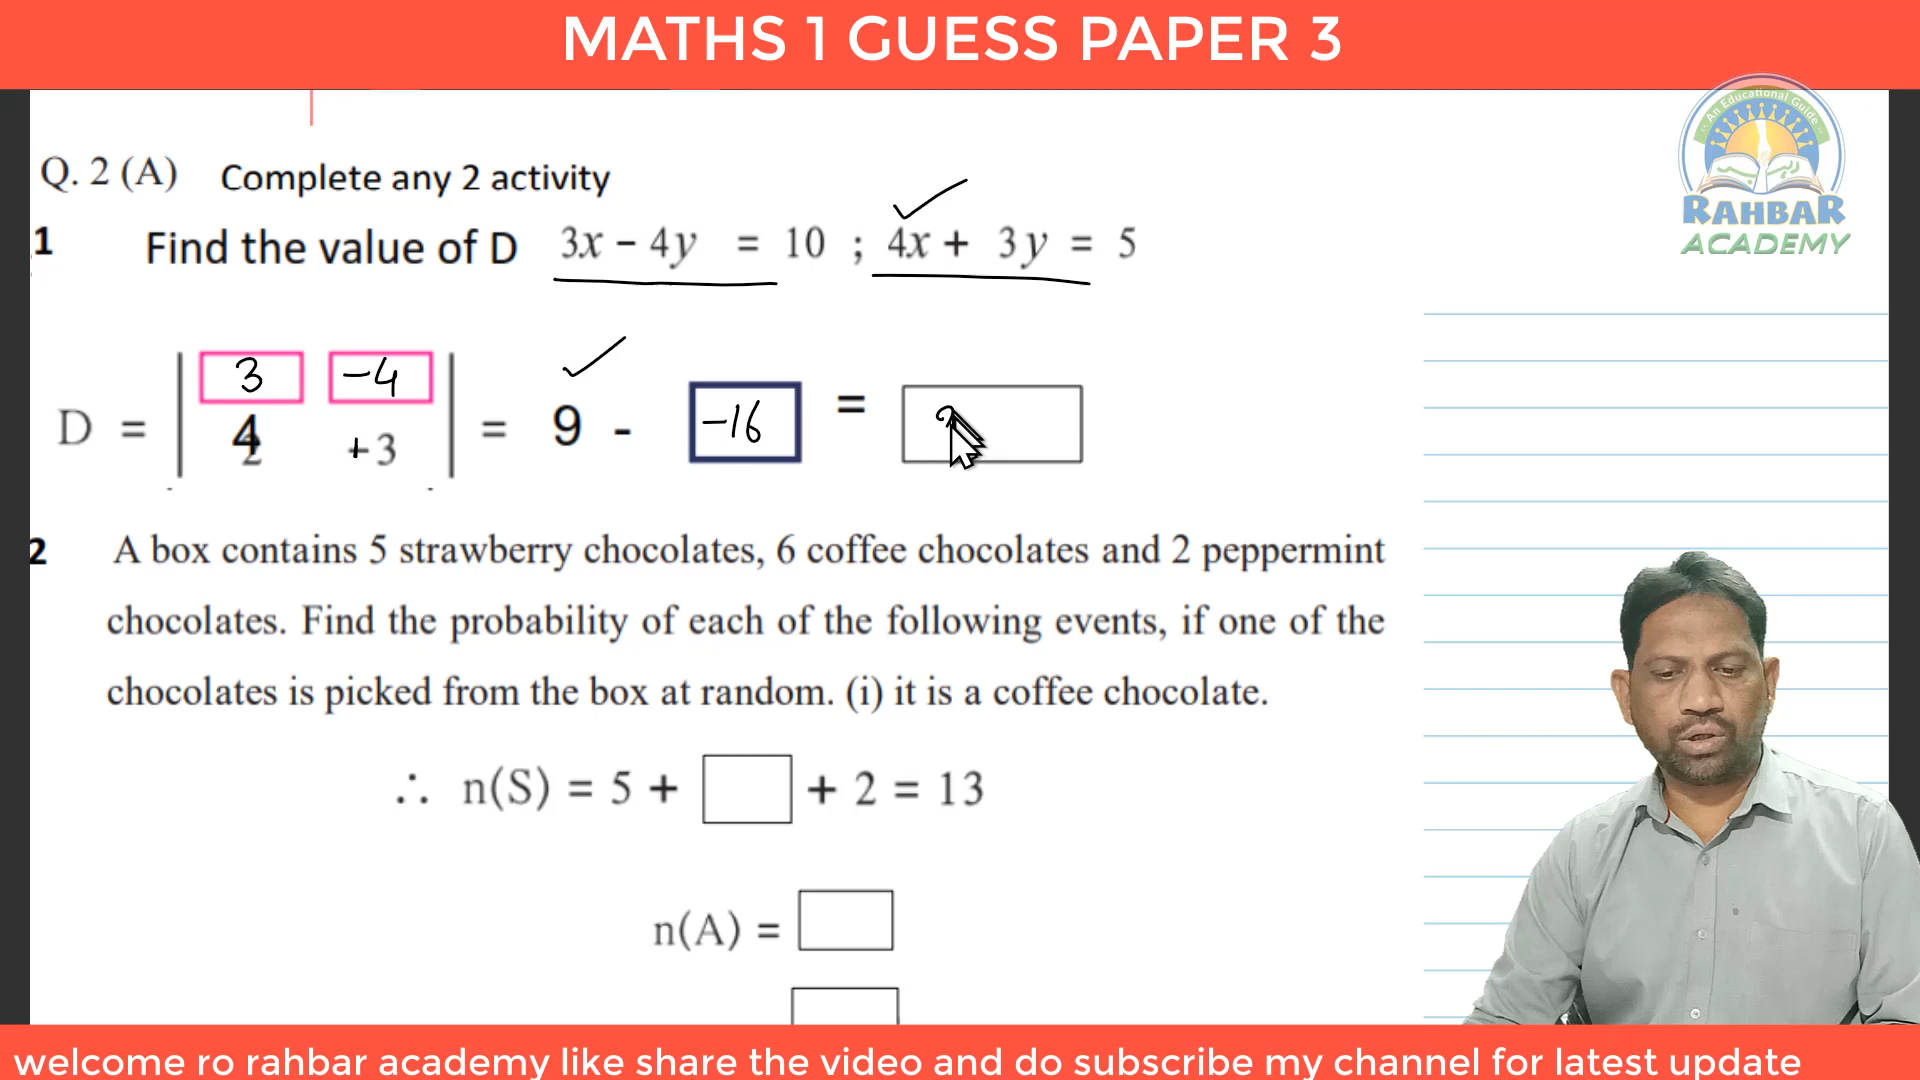 MATHS 1 GUESS PAPER 3
An Educational Guide
RAHBAR
ACADEMY
Q. 2 (A) Complete any 2 activity
1 Find the value of D 3x − 4y = 10 ; 4x + 3y = 5
3 −4
D = 4 +3 = 9 - −16 =
2 A box contains 5 strawberry chocolates, 6 coffee chocolates and 2 peppermint
chocolates. Find the probability of each of the following events, if one of the
chocolates is picked from the box at random. (i) it is a coffee chocolate.
∴ n(S) = 5 + + 2 = 13
n(A) =
welcome ro rahbar academy like share the video and do subscribe my channel for latest update